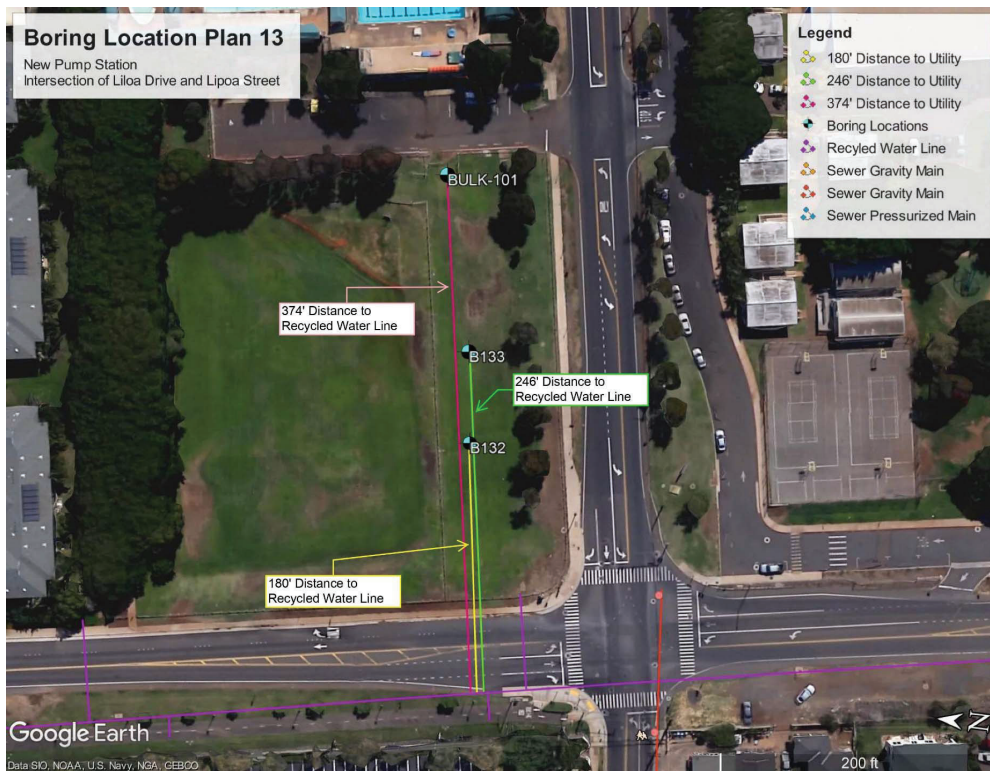 Boring Location Plan 13
New Pump Station
Intersection of Liloa Drive and Lipoa Street
Legend
180' Distance to Utility
246' Distance to Utility
374' Distance to Utility
Boring Locations
Recyled Water Line
Sewer Gravity Main
Sewer Gravity Main
Sewer Pressurized Main
BULK-101
374' Distance to
Recycled Water Line
B133
246' Distance to
Recycled Water Line
B132
180' Distance to
Recycled Water Line
Google Earth
N
Data SIO, NOAA, U.S. Navy, NGA, GEBCO
200 ft